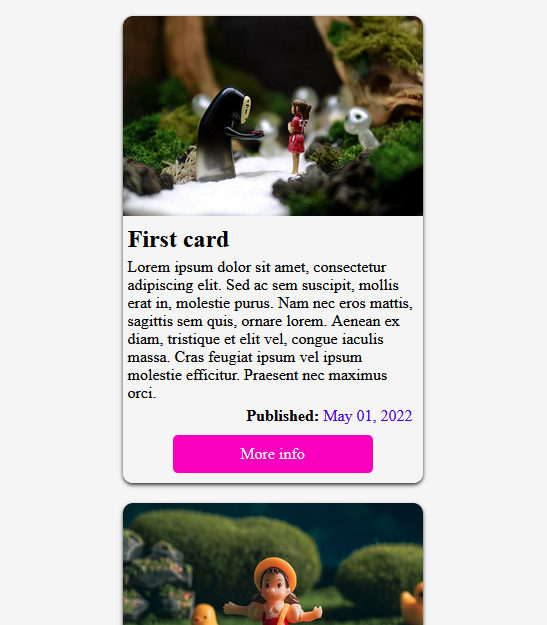 First card
Lorem ipsum dolor sit amet, consectetur
adipiscing elit. Sed ac sem suscipit, mollis
erat in, molestie purus. Nam nec eros mattis,
sagittis sem quis, ornare lorem. Aenean ex
diam, tristique et elit vel, congue iaculis
massa. Cras feugiat ipsum vel ipsum
molestie efficitur. Praesent nec maximus
orci.
Published: May 01, 2022
More info